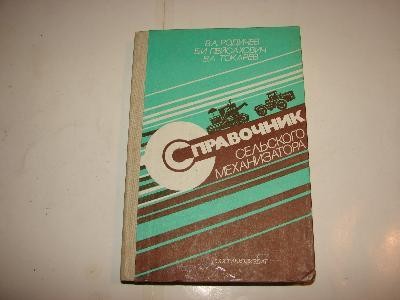 В.А. РОДИЧЕВ
Б.И. ПЕЙСАХОВИЧ
В.А. ТОКАРЕВ
СПРАВОЧНИК
СЕЛЬСКОГО
МЕХАНИЗАТОРА